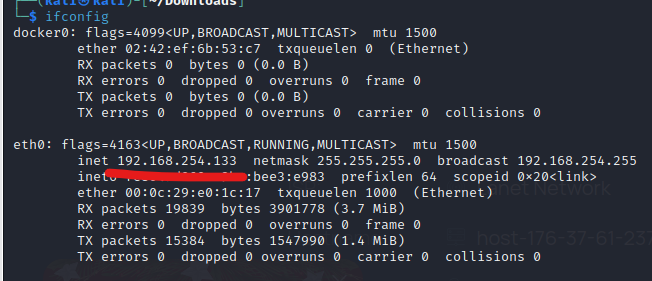 (kali㉿kali)-[~/Downloads]
$ ifconfig
docker0: flags=4099<UP,BROADCAST,MULTICAST> mtu 1500
ether 02:42:ef:6b:53:c7 txqueuelen 0 (Ethernet)
RX packets 0 bytes 0 (0.0 B)
RX errors 0 dropped 0 overruns 0 frame 0
TX packets 0 bytes 0 (0.0 B)
TX errors 0 dropped 0 overruns 0 carrier 0 collisions 0
eth0: flags=4163<UP,BROADCAST,RUNNING,MULTICAST> mtu 1500
inet 192.168.254.133 netmask 255.255.255.0 broadcast 192.168.254.255
:bee3:e983 prefixlen 64 scopeid 0×20<link>
ether 00:0c:29:e0:1c:17 txqueuelen 1000 (Ethernet)
Network
RX packets 19839 bytes 3901778 (3.7 MiB)
RX errors 0 dropped 0 overruns 0 frame 0
TX packets 15384 bytes 1547990 (1.4 MiB)
host-176-37-61-237
TX errors 0 dropped 0 overruns 0 carrier 0 collisions 0